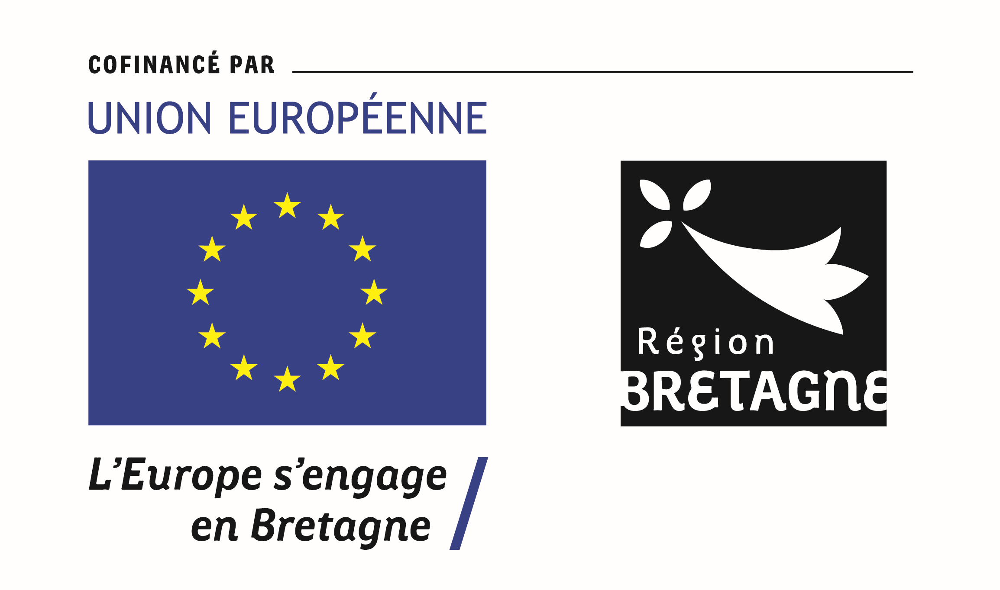 COFINANCÉ PAR
UNION EUROPÉENNE
L’Europe s’engage
en Bretagne
Région
BRETAGNE